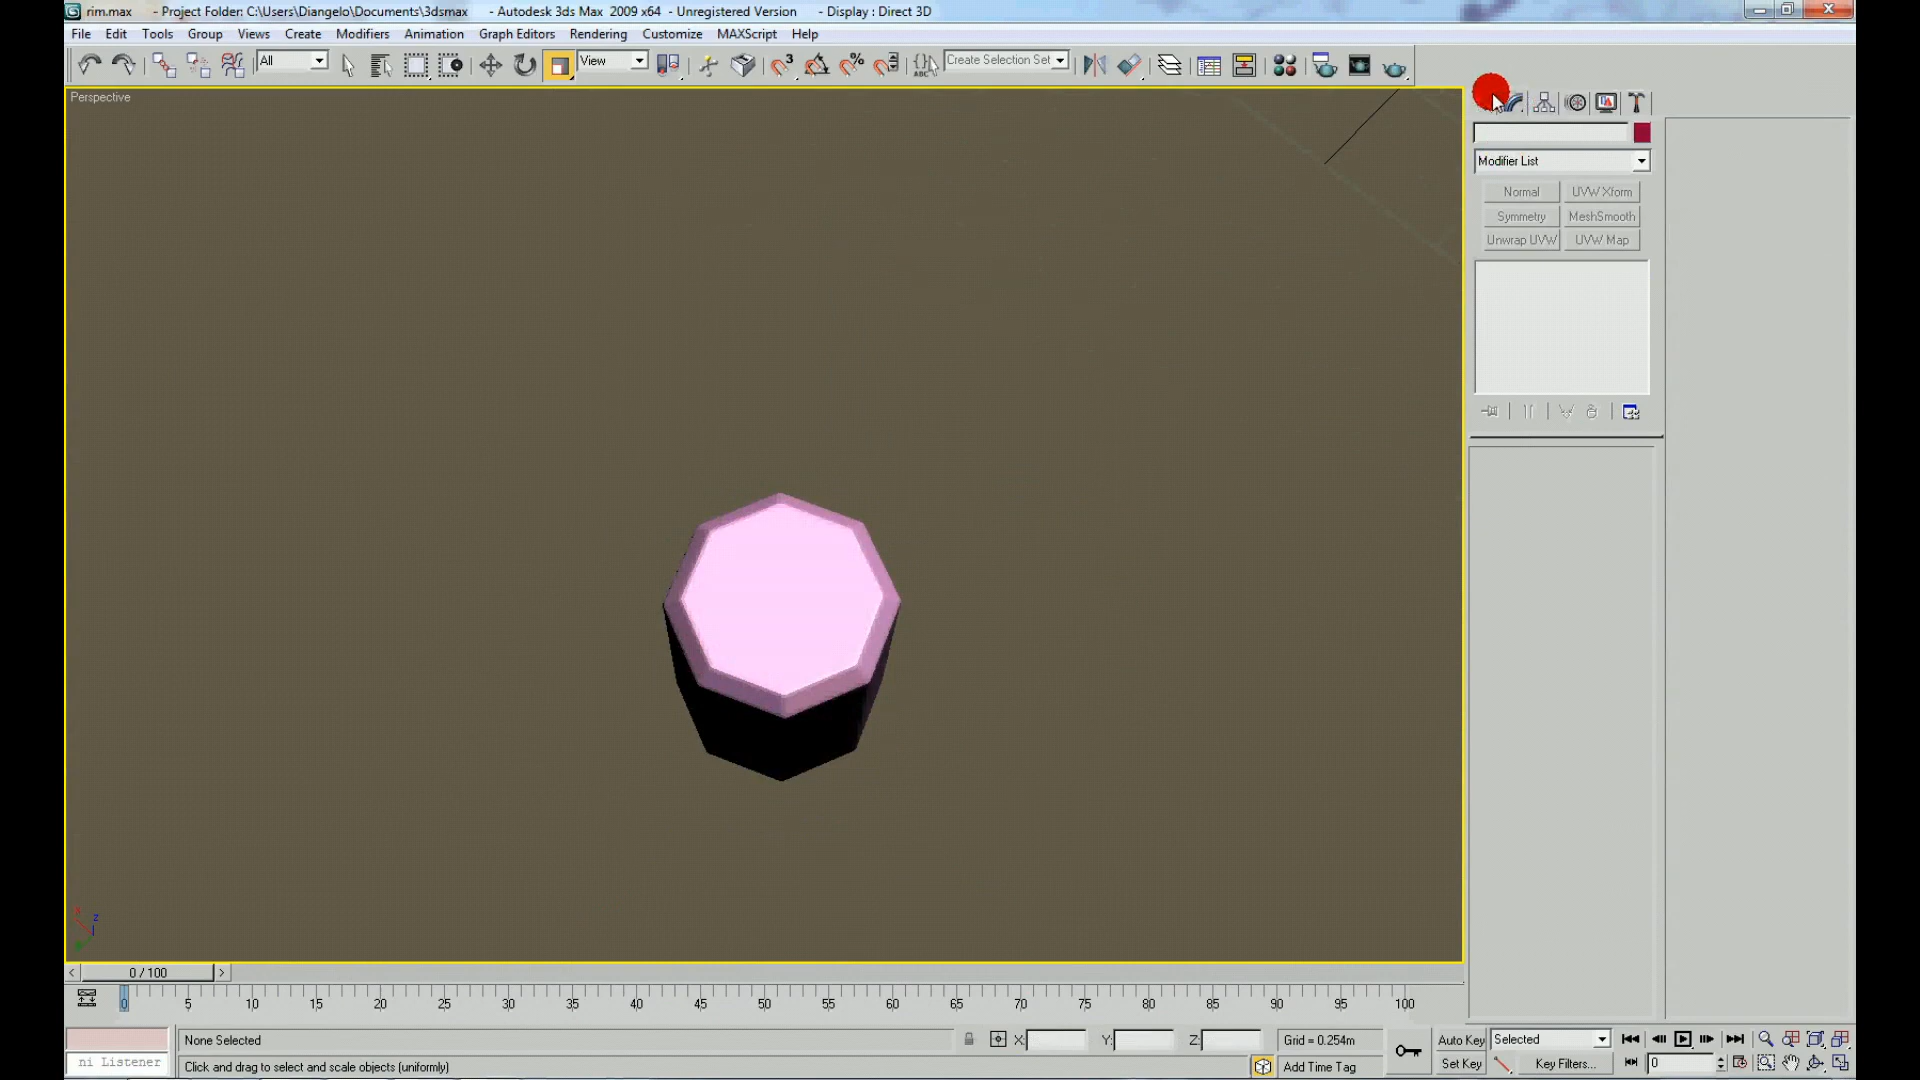 rim.max - Project Folder: C:\Users\Diangelo\Documents\3dsmax - Autodesk 3ds Max 2009 x64 - Unregistered Version - Display : Direct 3D
File Edit Tools Group Views Create Modifiers Animation Graph Editors Rendering Customize MAXScript Help
All View 3 % ABC Create Selection Set
Perspective
Modifier List
Normal UVW Xform
Symmetry MeshSmooth
Unwrap UVW UVW Map
x z
< 0 / 100 >
0 5 10 15 20 25 30 35 40 45 50 55 60 65 70 75 80 85 90 95 100
None Selected X: Y: Z: Grid = 0.254m Auto Key Selected
ni Listener Click and drag to select and scale objects (uniformly) Add Time Tag Set Key Key Filters... 0